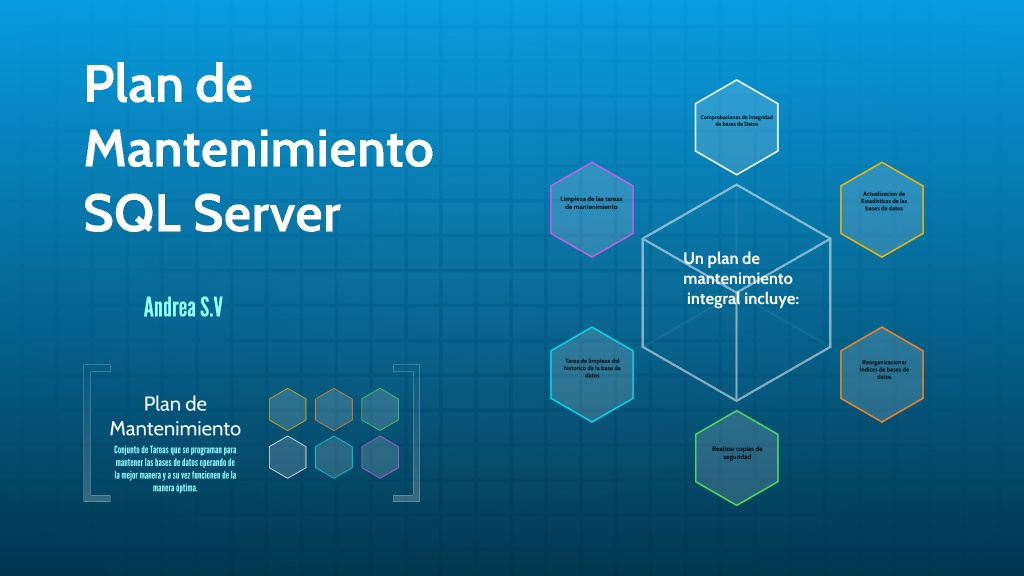 Plan de
Mantenimiento
SQL Server
Andrea S.V
Plan de
Mantenimiento
Conjunto de Tareas que se programan para
mantener las bases de datos operando de
la mejor manera y a su vez funcionen de la
manera óptima.
Un plan de
mantenimiento
integral incluye:
Comprobaciones de Integridad
de bases de Datos
Actualizacion de
Estadísticas de las
bases de datos
Reorganizacionar
Índices de bases de
datos
Realizar copias de
seguridad
Tarea de limpieza del
historico de la base de
datos
Limpieza de las tareas
de mantenimiento